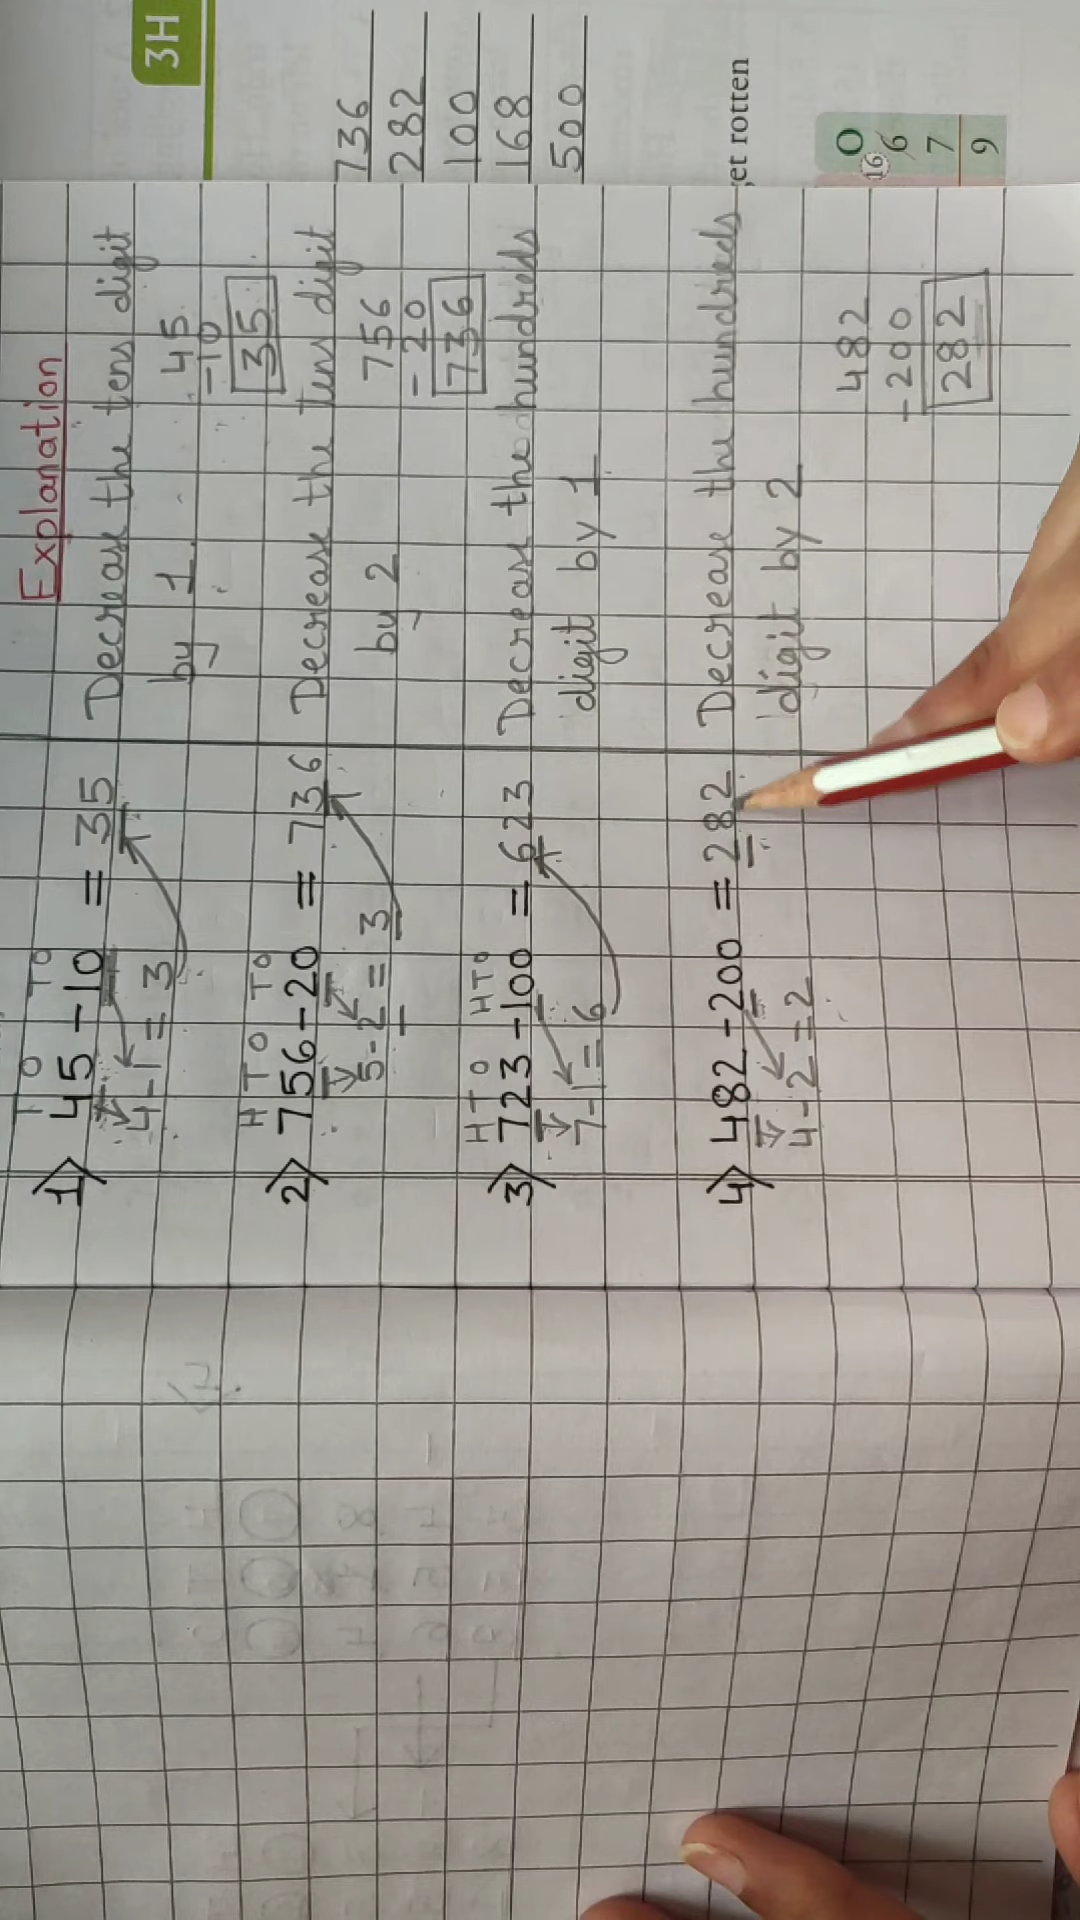 3H
736
282
100
168
500
get rotten
O
16
6
7
9
Explanation
T O T O
1) 45 - 10 = 35
4-1 = 3
Decrease the tens digit
by 1
45
-10
35
H T O T O
2) 756 - 20 = 736
5-2 = 3
Decrease the tens digit
by 2
756
-20
736
H T O H T O
3) 723 - 100 = 623
7-1 = 6
Decrease the hundreds
digit by 1
4) 482 - 200 = 282
4-2 = 2
Decrease the hundreds
digit by 2
482
-200
282